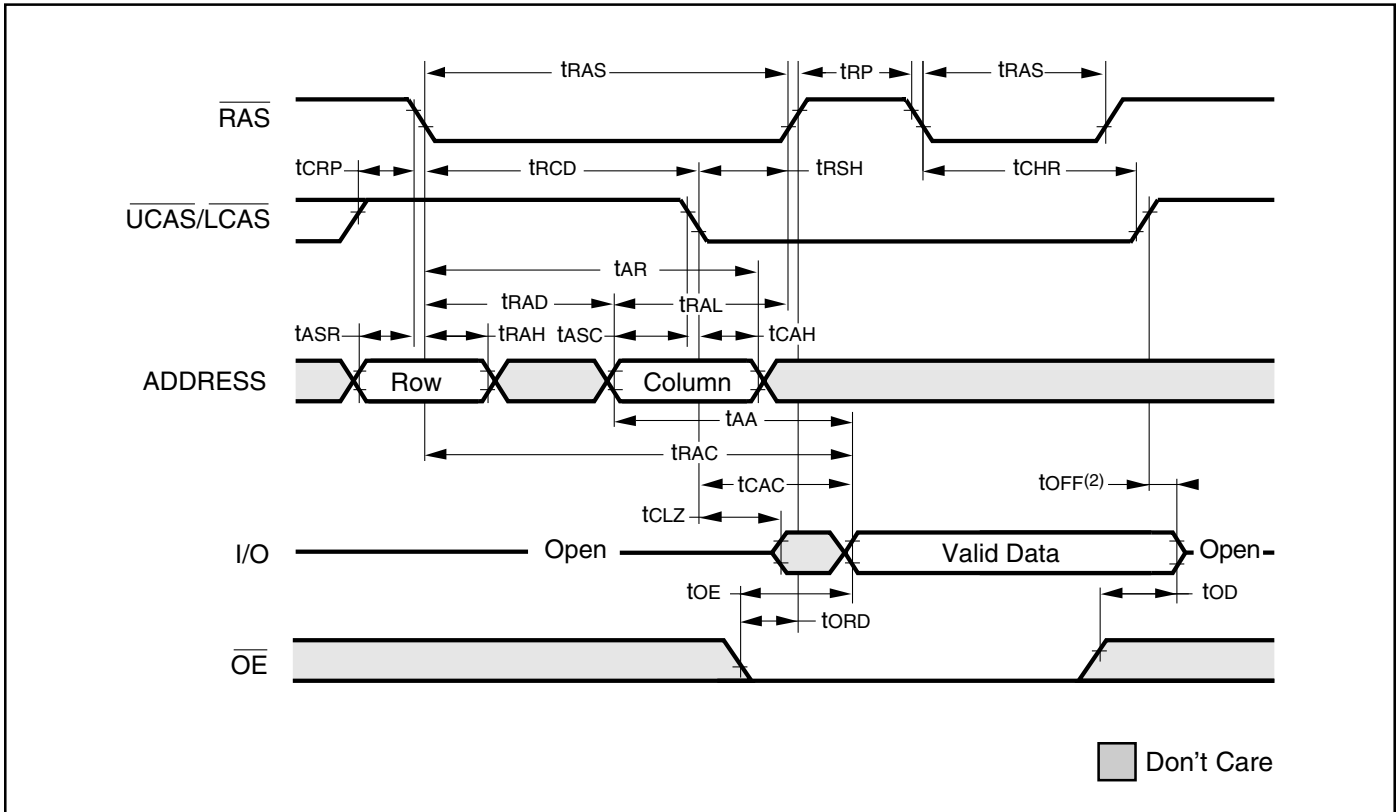 tRAS tRP tRAS
RAS
tCRP tRCD tRSH tCHR
UCAS/LCAS
tAR
tRAD tRAL
tASR tRAH tASC tCAH
ADDRESS Row Column
tAA
tRAC
tCAC tOFF(2)
tCLZ
I/O Open Valid Data Open
tOE tOD
tORD
OE
Don't Care